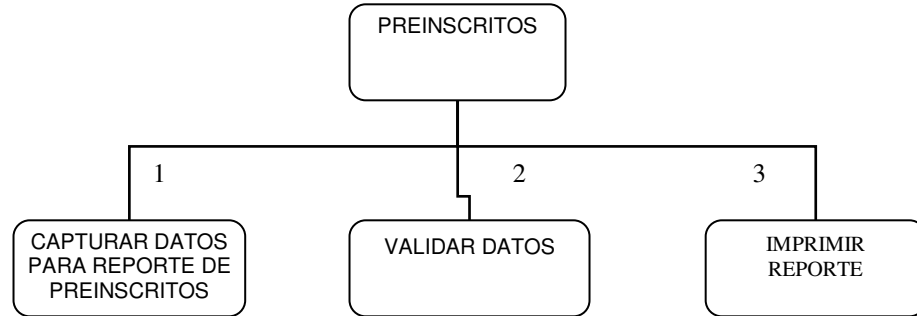 PREINSCRITOS
1
2
3
CAPTURAR DATOS
PARA REPORTE DE
PREINSCRITOS
VALIDAR DATOS
IMPRIMIR
REPORTE